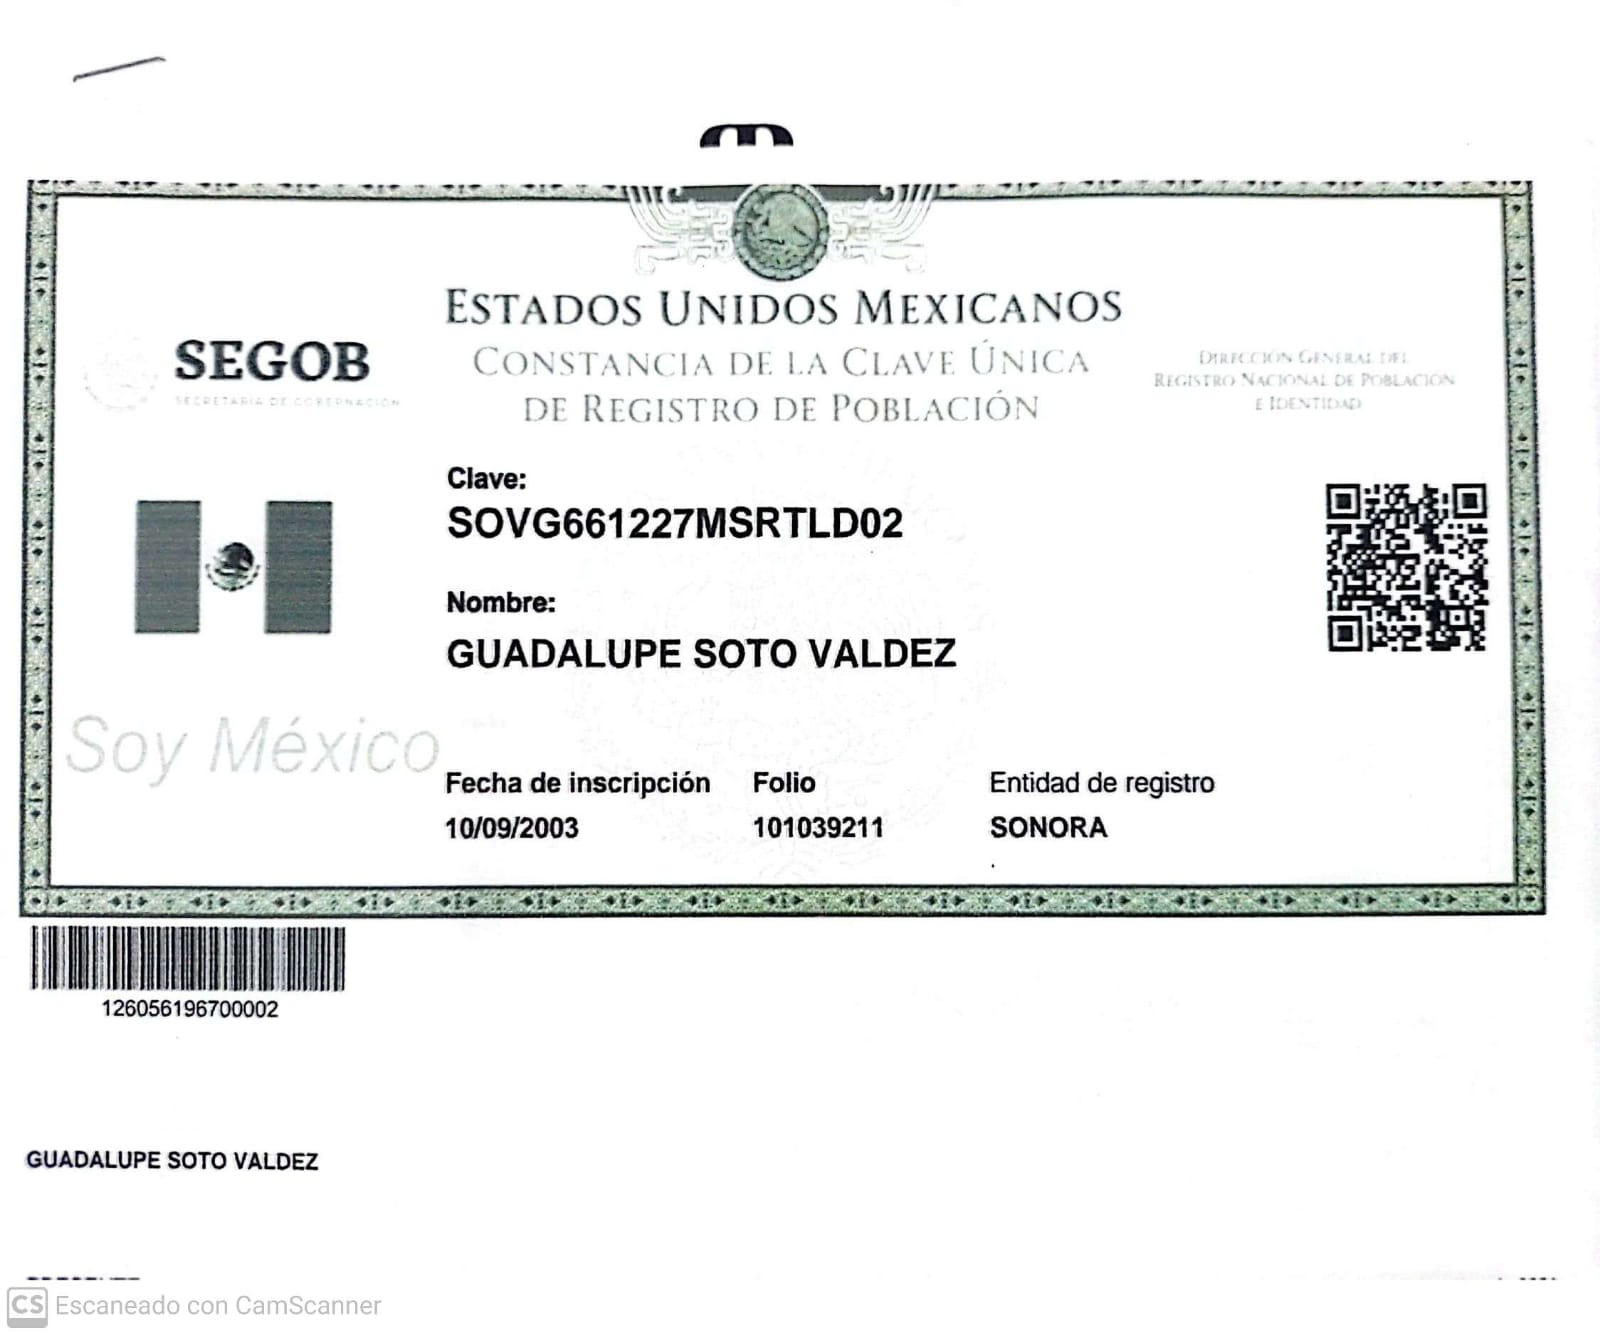 ESTADOS UNIDOS MEXICANOS
CONSTANCIA DE LA CLAVE ÚNICA
DE REGISTRO DE POBLACIÓN
SEGOB
SECRETARÍA DE GOBERNACIÓN
DIRECCIÓN GENERAL DEL
REGISTRO NACIONAL DE POBLACIÓN
E IDENTIDAD
Clave:
SOVG661227MSRTLD02
Nombre:
GUADALUPE SOTO VALDEZ
Soy México
Fecha de inscripción Folio Entidad de registro
10/09/2003 101039211 SONORA
126056196700002
GUADALUPE SOTO VALDEZ
CS Escaneado con CamScanner